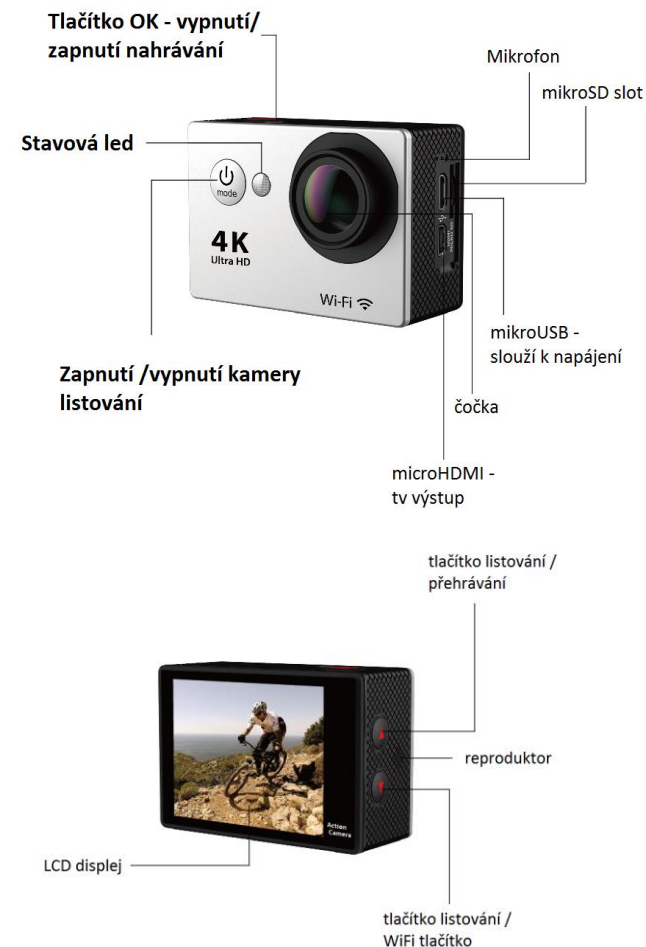 Tlačítko OK - vypnutí/
zapnutí nahrávání
Mikrofon
mikroSD slot
Stavová led
mode
4K
Ultra HD
Wi-Fi
mikroUSB -
slouží k napájení
Zapnutí /vypnutí kamery
listování
čočka
microHDMI -
tv výstup
tlačítko listování /
přehrávání
reproduktor
Action
Camera
LCD displej
tlačítko listování /
WiFi tlačítko